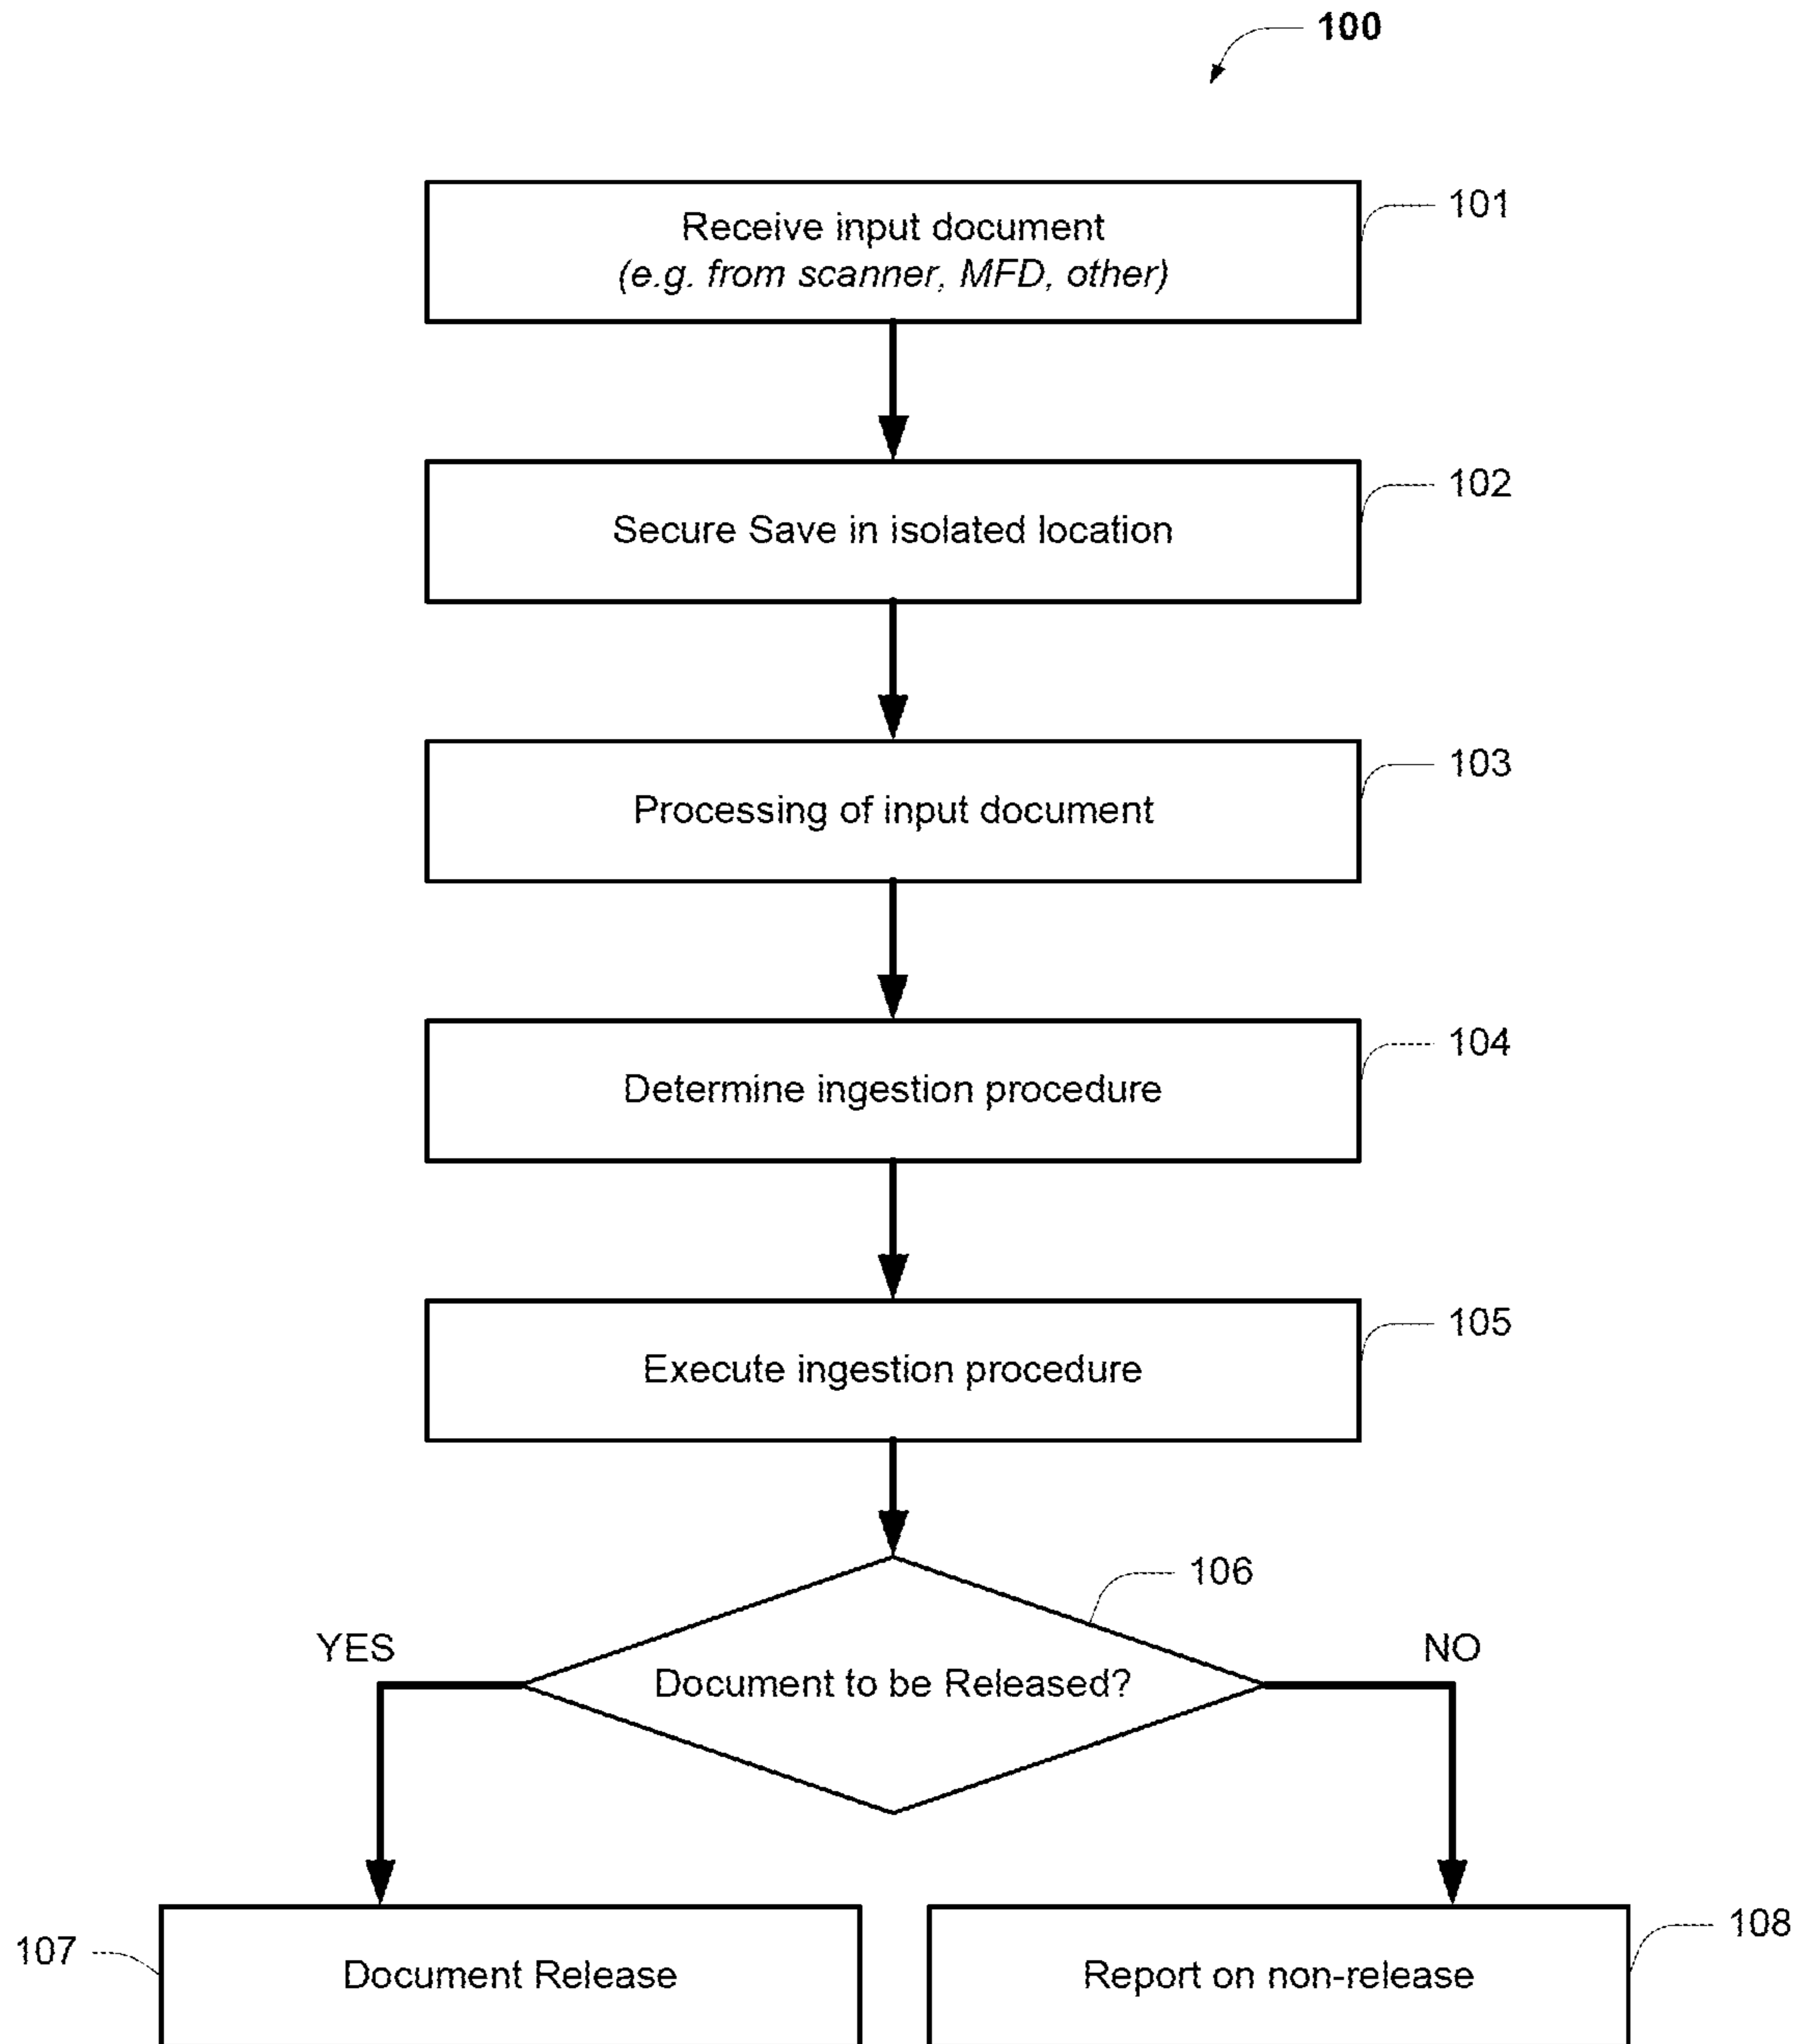 100
Receive input document
(e.g. from scanner, MFD, other)
101
Secure Save in isolated location
102
Processing of input document
103
Determine ingestion procedure
104
Execute ingestion procedure
105
106
YES
Document to be Released?
NO
107
Document Release
Report on non-release
108